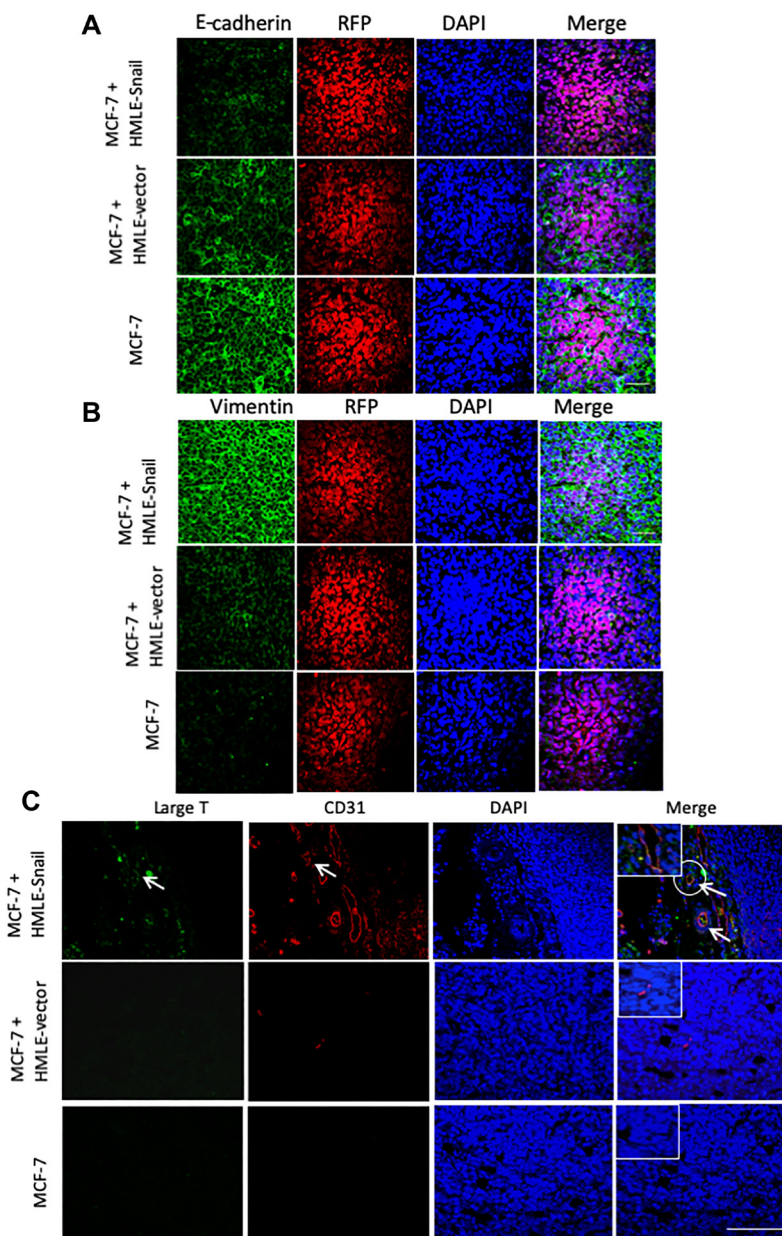 A
E-cadherin RFP DAPI Merge
MCF-7 +
HMLE-Snail
MCF-7 +
HMLE-vector
MCF-7
B
Vimentin RFP DAPI Merge
MCF-7 +
HMLE-Snail
MCF-7 +
HMLE-vector
MCF-7
C
Large T CD31 DAPI Merge
MCF-7 +
HMLE-Snail
MCF-7 +
HMLE-vector
MCF-7